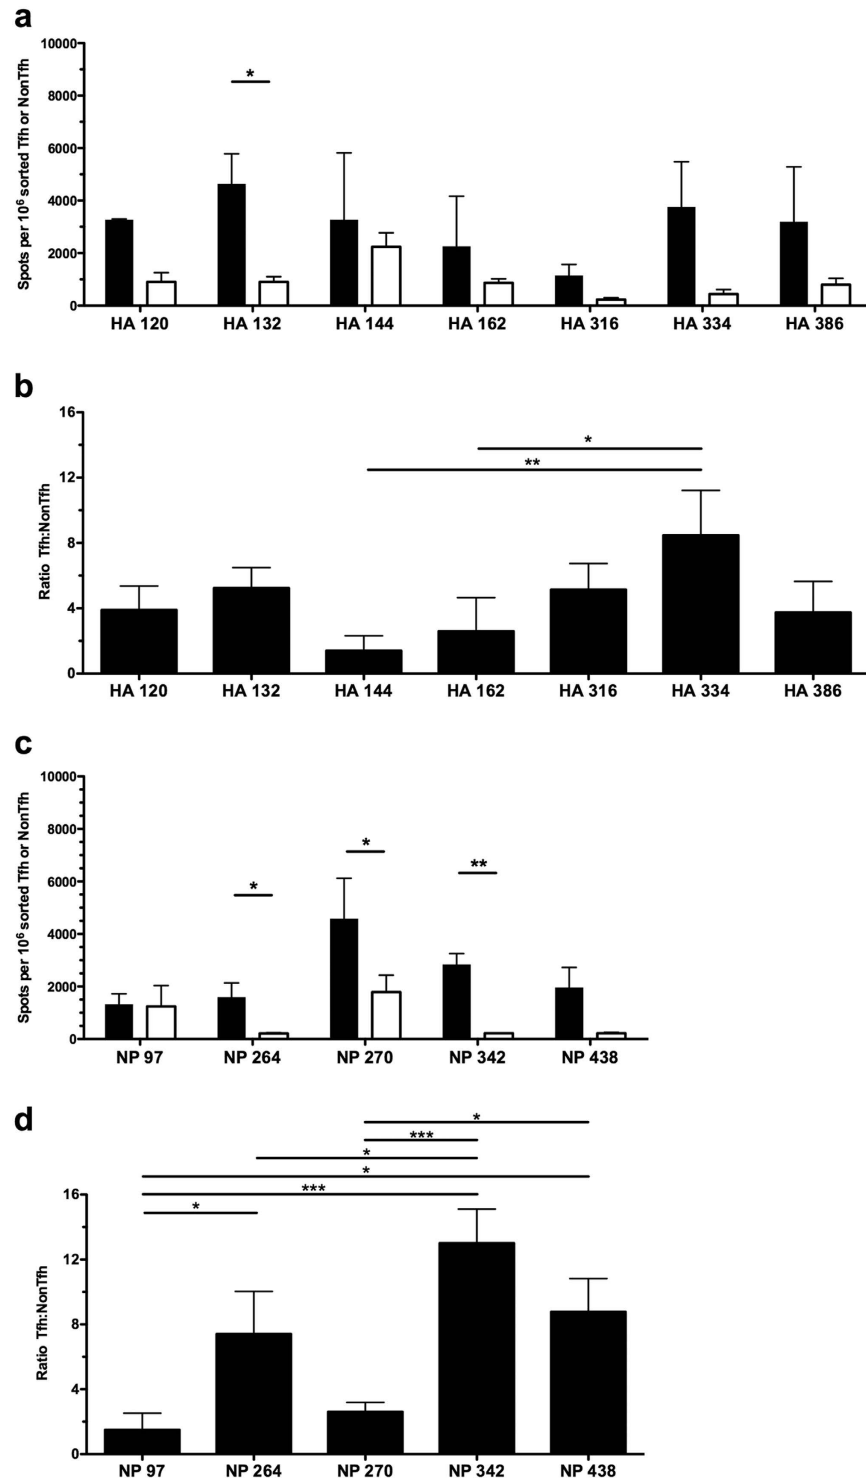 a
Spots per 10⁶ sorted Tfh or NonTfh
10000
8000
6000
4000
2000
0
*
HA 120 HA 132 HA 144 HA 162 HA 316 HA 334 HA 386
b
Ratio Tfh:NonTfh
16
12
8
4
0
*
**
HA 120 HA 132 HA 144 HA 162 HA 316 HA 334 HA 386
c
Spots per 10⁶ sorted Tfh or NonTfh
10000
8000
6000
4000
2000
0
*
*
**
NP 97 NP 264 NP 270 NP 342 NP 438
d
*
***
*
*
***
*
Ratio Tfh:NonTfh
16
12
8
4
0
NP 97 NP 264 NP 270 NP 342 NP 438